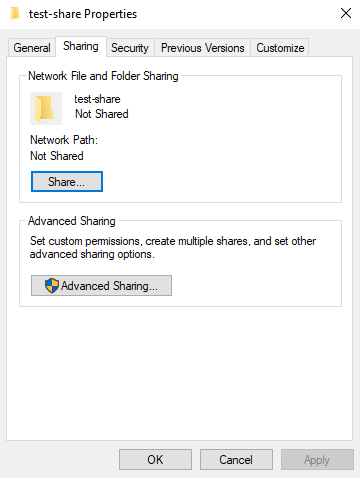 test-share Properties
General Sharing Security Previous Versions Customize
Network File and Folder Sharing
test-share
Not Shared
Network Path:
Not Shared
Share...
Advanced Sharing
Set custom permissions, create multiple shares, and set other
advanced sharing options.
Advanced Sharing...
OK Cancel Apply